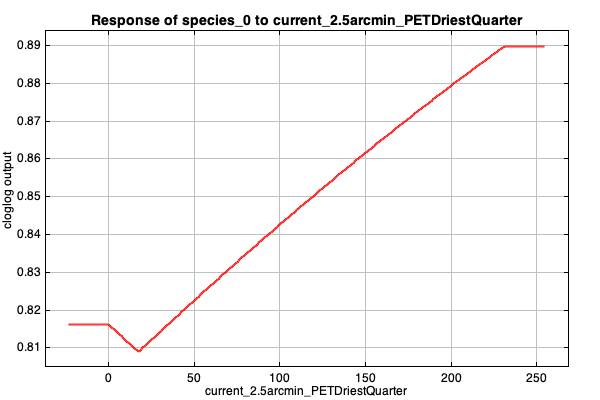 Response of species_0 to current_2.5arcmin_PETDriestQuarter
0.89
0.88
0.87
0.86
0.85
0.84
0.83
0.82
0.81
cloglog output
0 50 100 150 200 250
current_2.5arcmin_PETDriestQuarter